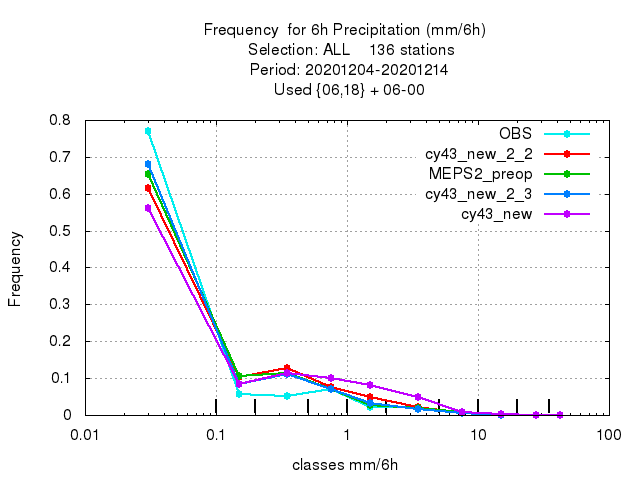 Frequency  for 6h Precipitation (mm/6h)
Selection: ALL    136 stations
Period: 20201204-20201214
Used {06,18} + 06-00
0.8
0.7
0.6
0.5
0.4
0.3
0.2
0.1
0
Frequency
OBS
cy43_new_2_2
MEPS2_preop
cy43_new_2_3
cy43_new
0.01 0.1 1 10 100
classes mm/6h